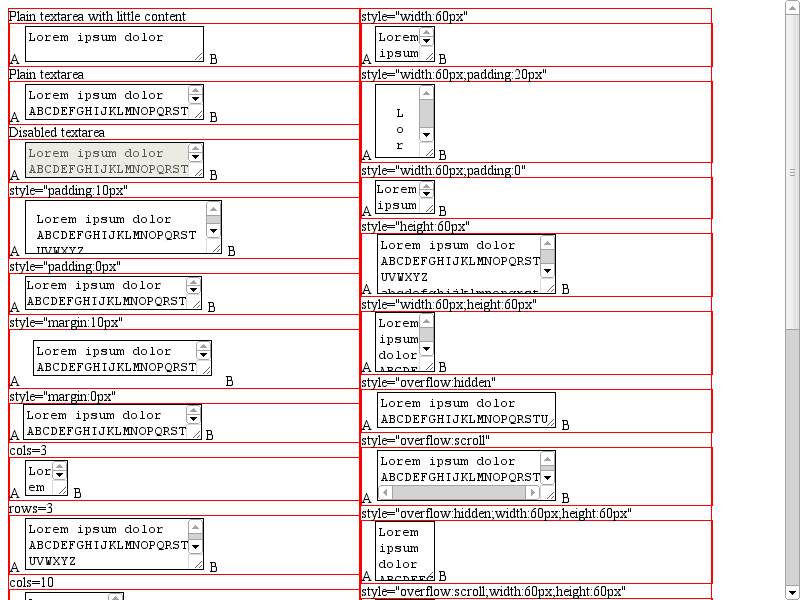 Plain textarea with little content
Lorem ipsum dolor
A B
Plain textarea
Lorem ipsum dolor
ABCDEFGHIJKLMNOPQRST
A B
Disabled textarea
Lorem ipsum dolor
ABCDEFGHIJKLMNOPQRST
A B
style="padding:10px"
Lorem ipsum dolor
ABCDEFGHIJKLMNOPQRST
UVWXYZ
A B
style="padding:0px"
Lorem ipsum dolor
ABCDEFGHIJKLMNOPQRST
A B
style="margin:10px"
Lorem ipsum dolor
ABCDEFGHIJKLMNOPQRST
A B
style="margin:0px"
Lorem ipsum dolor
ABCDEFGHIJKLMNOPQRST
A B
cols=3
Lor
em
A B
rows=3
Lorem ipsum dolor
ABCDEFGHIJKLMNOPQRST
UVWXYZ
A B
cols=10
style="width:60px"
Lorem
ipsum
A B
style="width:60px;padding:20px"
L
o
r
A B
style="width:60px;padding:0"
Lorem
ipsum
A B
style="height:60px"
Lorem ipsum dolor
ABCDEFGHIJKLMNOPQRST
UVWXYZ
abcdefghijklmnopqrst
A B
style="width:60px;height:60px"
Lorem
ipsum
dolor
ABCDE
A B
style="overflow:hidden"
Lorem ipsum dolor
ABCDEFGHIJKLMNOPQRSTU
A B
style="overflow:scroll"
Lorem ipsum dolor
ABCDEFGHIJKLMNOPQRST
A B
style="overflow:hidden;width:60px;height:60px"
Lorem
ipsum
dolor
A B
style="overflow:scroll;width:60px;height:60px"